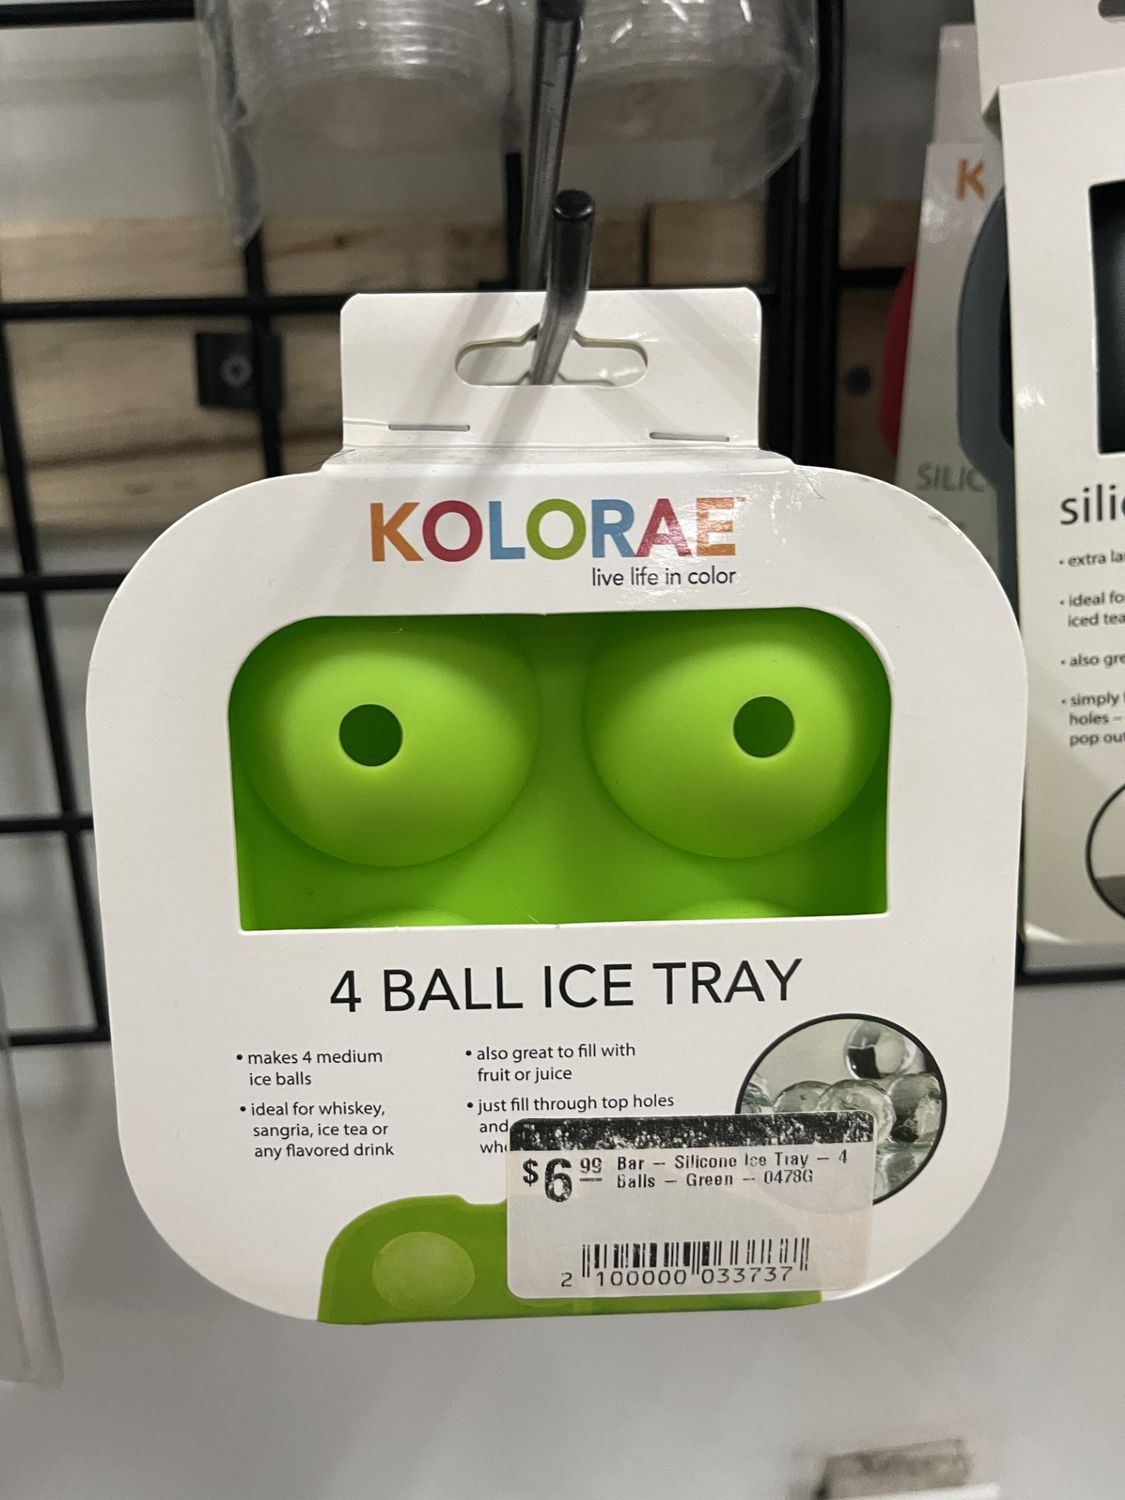 KOLORAE
live life in color
4 BALL ICE TRAY
• makes 4 medium
ice balls
• ideal for whiskey,
sangria, ice tea or
any flavored drink
• also great to fill with
fruit or juice
• just fill through top holes
and
$6.99
Bar -- Silicone Ice Tray -- 4
Balls -- Green -- 0478G
2 100000 033737
K
SILIC
silic
• extra la
• ideal fo
iced tea
• also gre
• simply
holes –
pop out